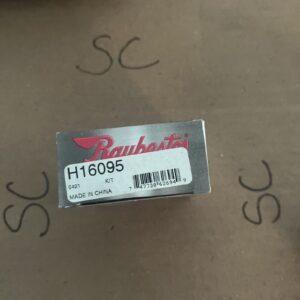 SC
Raybestos
H16095
0421 KIT
MADE IN CHINA
SC
SC